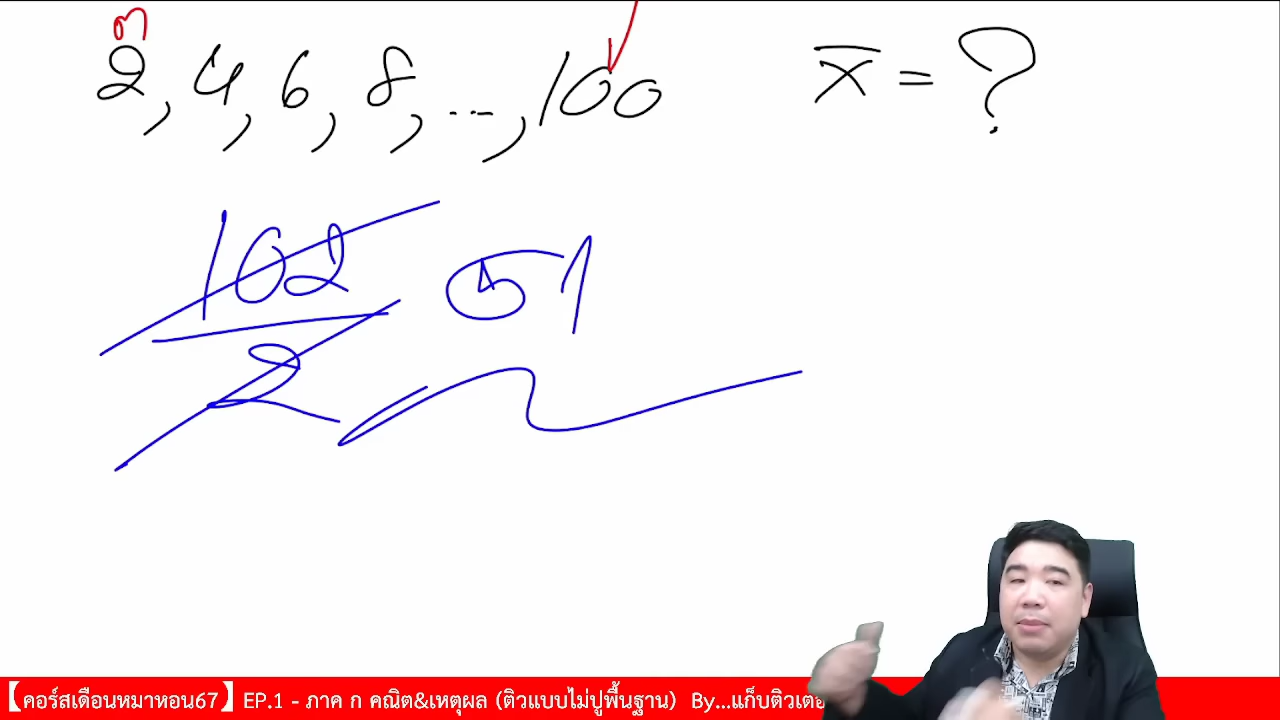 ต
2, 4, 6, 8, ..., 100 x̄ = ?
102
2
51
【คอร์สเดือนหมาหอน67】 EP.1 - ภาค ก คณิต&เหตุผล (ติวแบบไม่ปูพื้นฐาน) By...แก็บติวเตอ